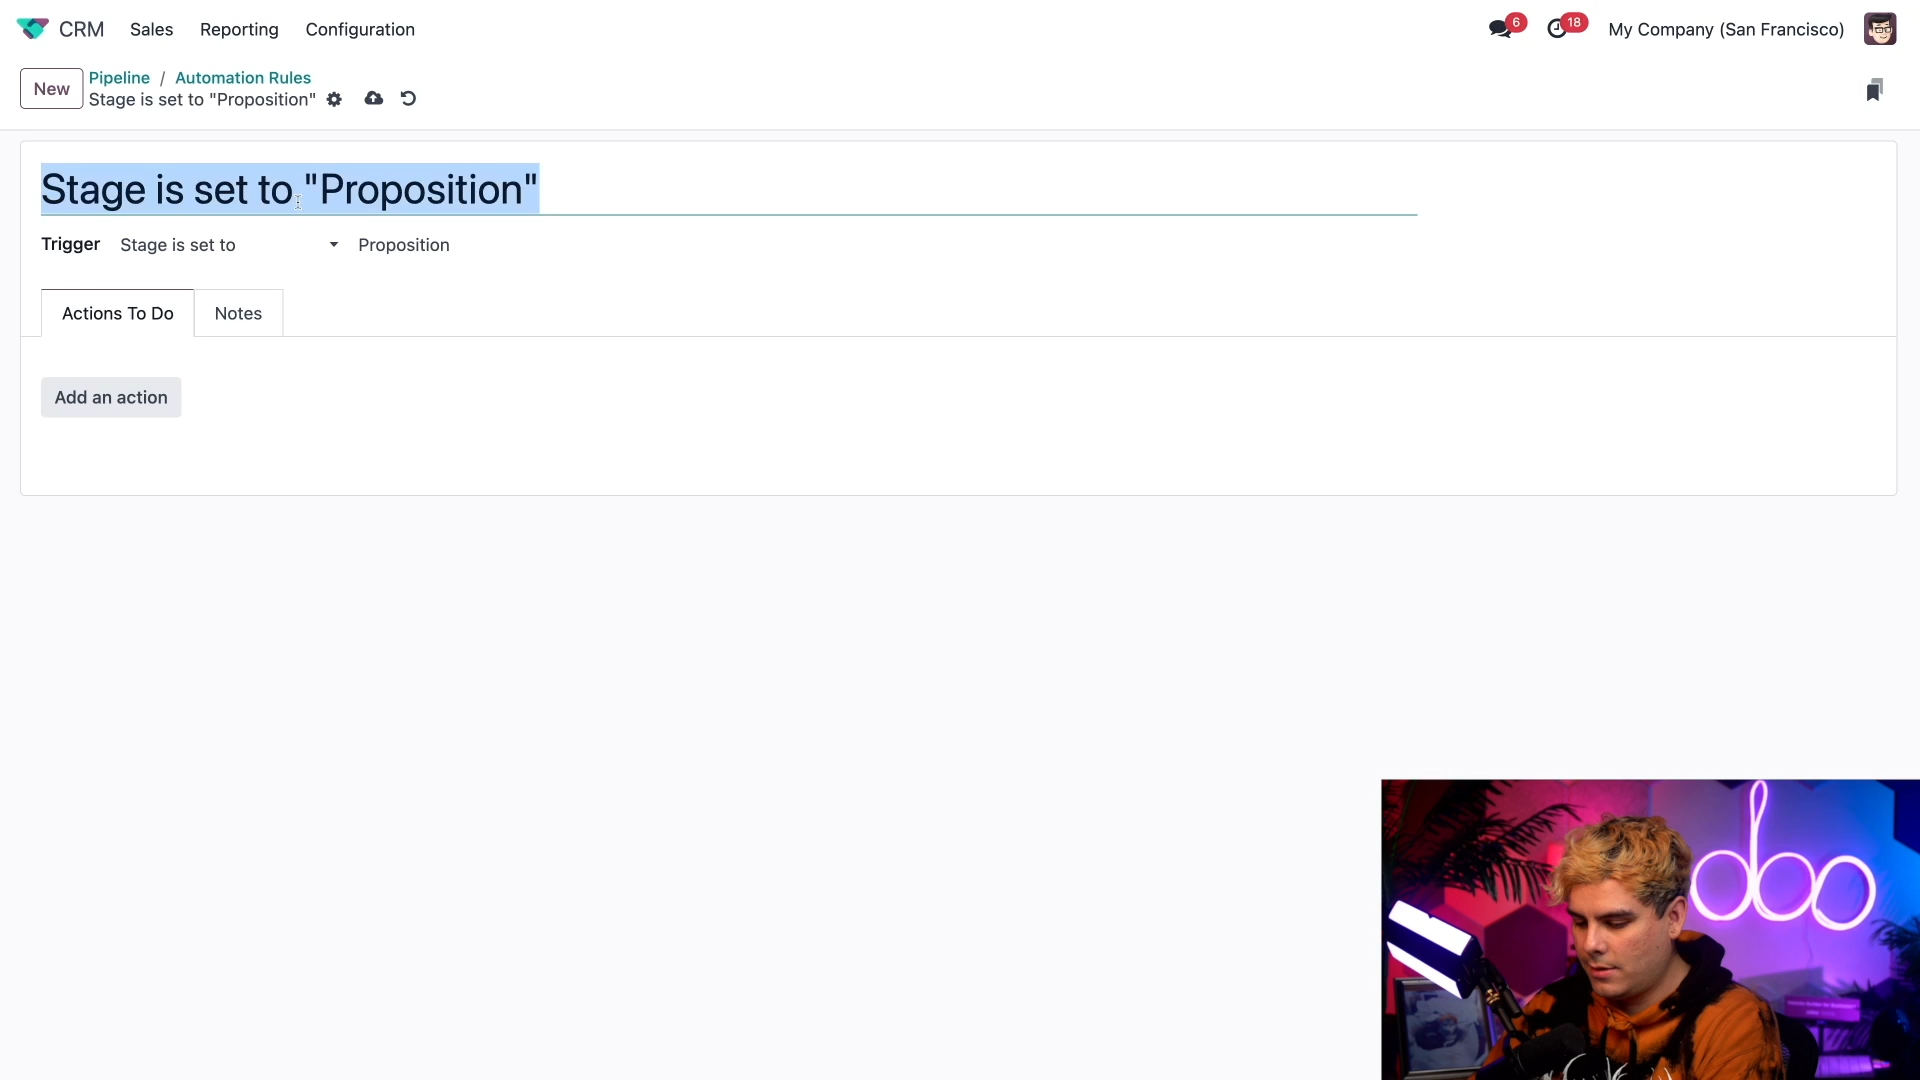 CRM Sales Reporting Configuration 6 18 My Company (San Francisco)
New Pipeline / Automation Rules
Stage is set to "Proposition"
Stage is set to "Proposition"
Trigger Stage is set to Proposition
Actions To Do Notes
Add an action